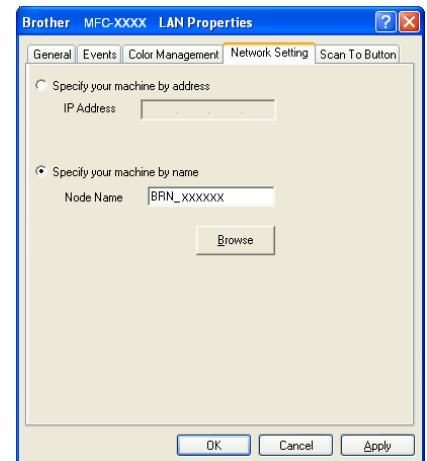 Brother MFC-XXXX LAN Properties
General Events Color Management Network Setting Scan To Button
Specify your machine by address
IP Address . . .
Specify your machine by name
Node Name BRN_xxxxxx
Browse
OK Cancel Apply